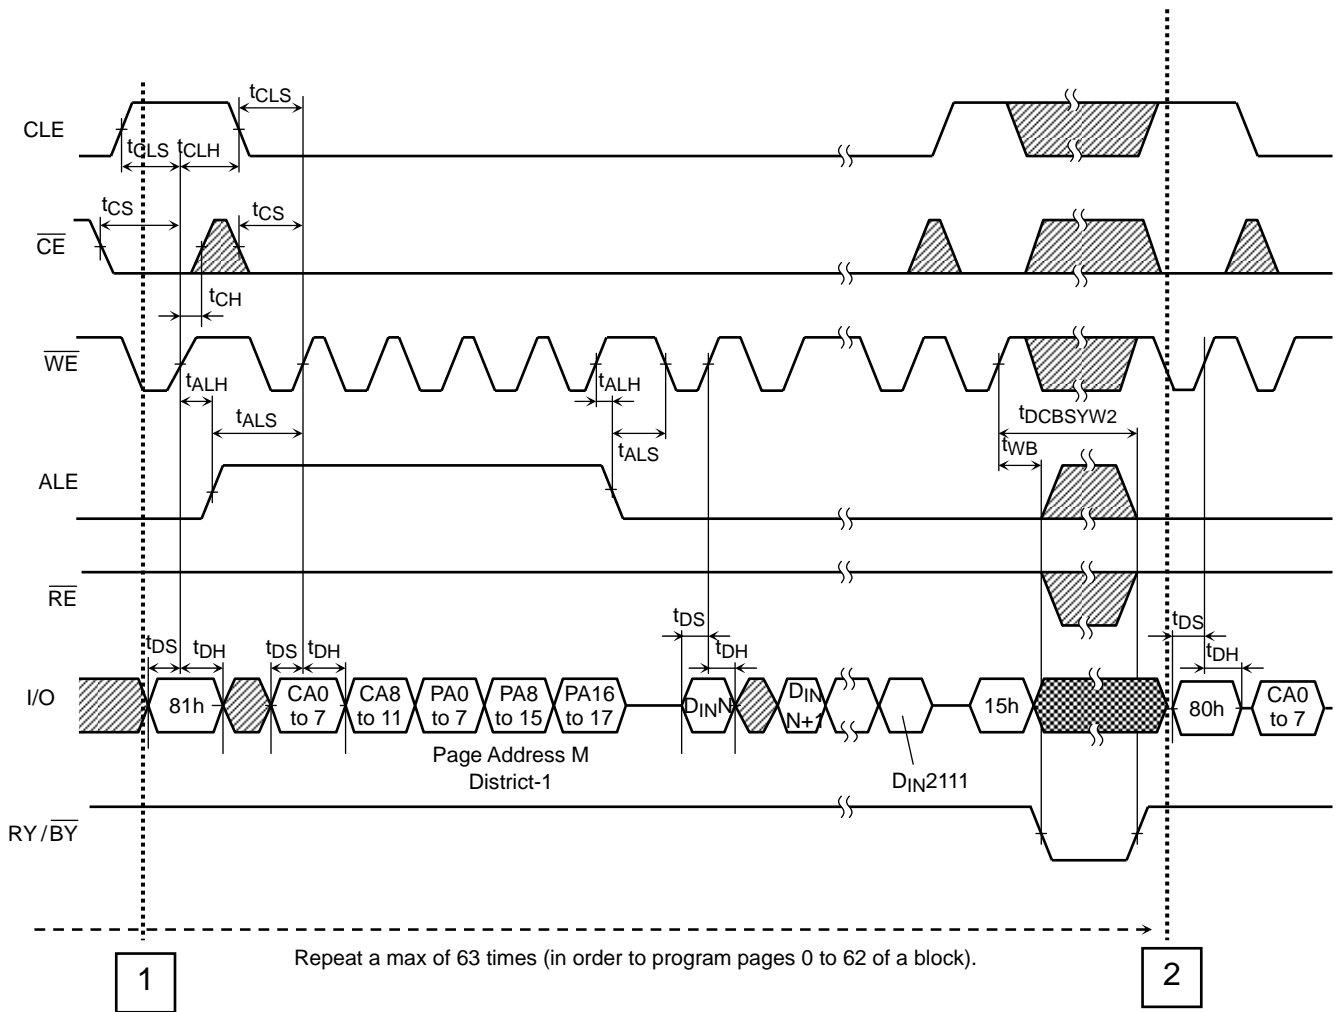 tCLS
CLE
tCLS tCLH
tCS tCS
CE
tCH
WE
tALH tALH
tDCBSYW2
tALS tALS
tWB
ALE
RE
tDS tDH tDS tDH tDS tDH tDS tDH
I/O
81h
CA0 to 7
CA8 to 11
PA0 to 7
PA8 to 15
PA16 to 17
DINN
DIN N+1
15h
80h
CA0 to 7
Page Address M
District-1
DIN2111
RY/BY
Repeat a max of 63 times (in order to program pages 0 to 62 of a block).
1
2